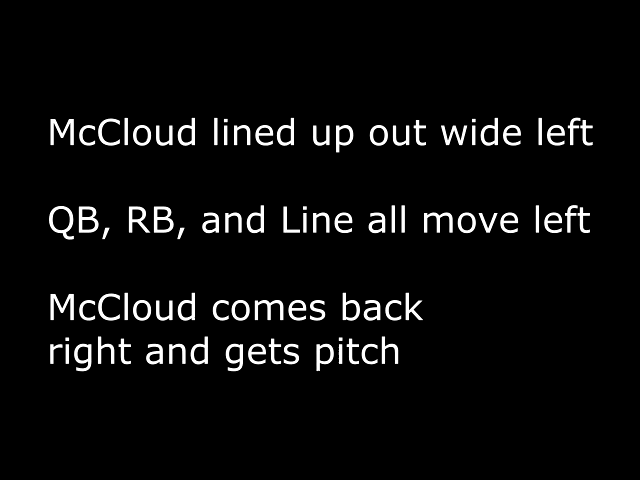 McCloud lined up out wide left
QB, RB, and Line all move left
McCloud comes back
right and gets pitch